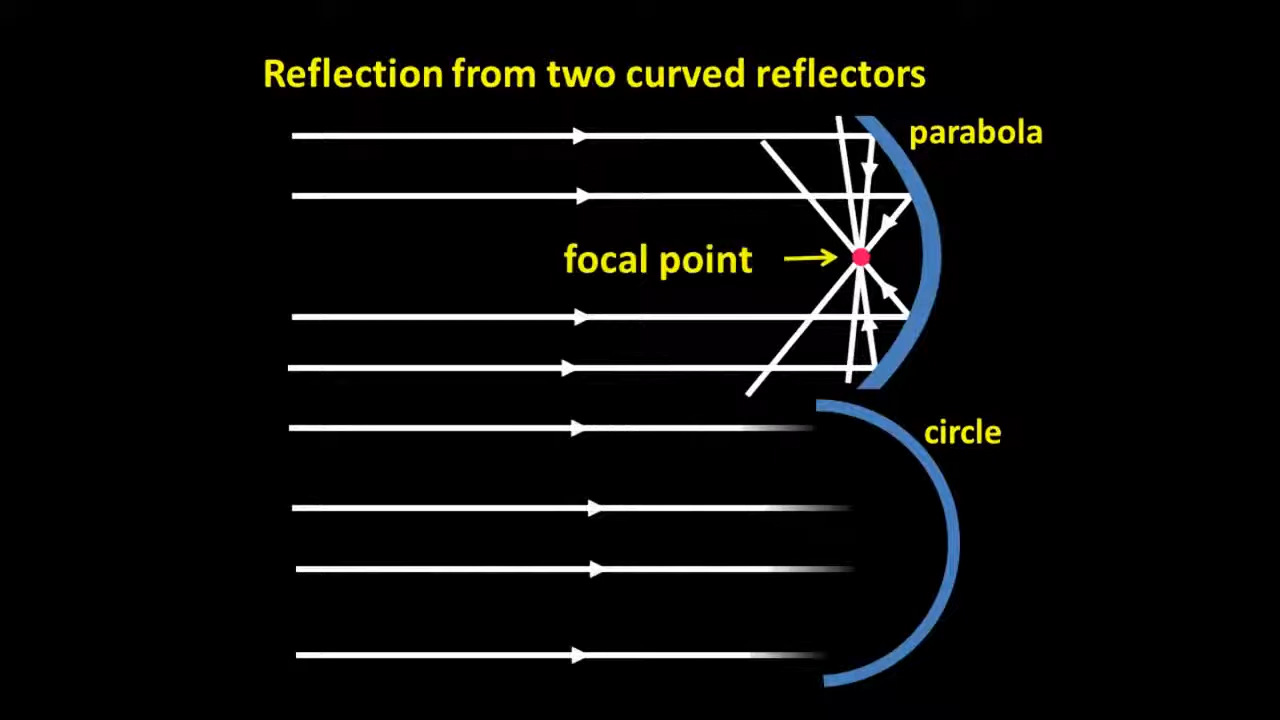 Reflection from two curved reflectors
parabola
focal point
circle